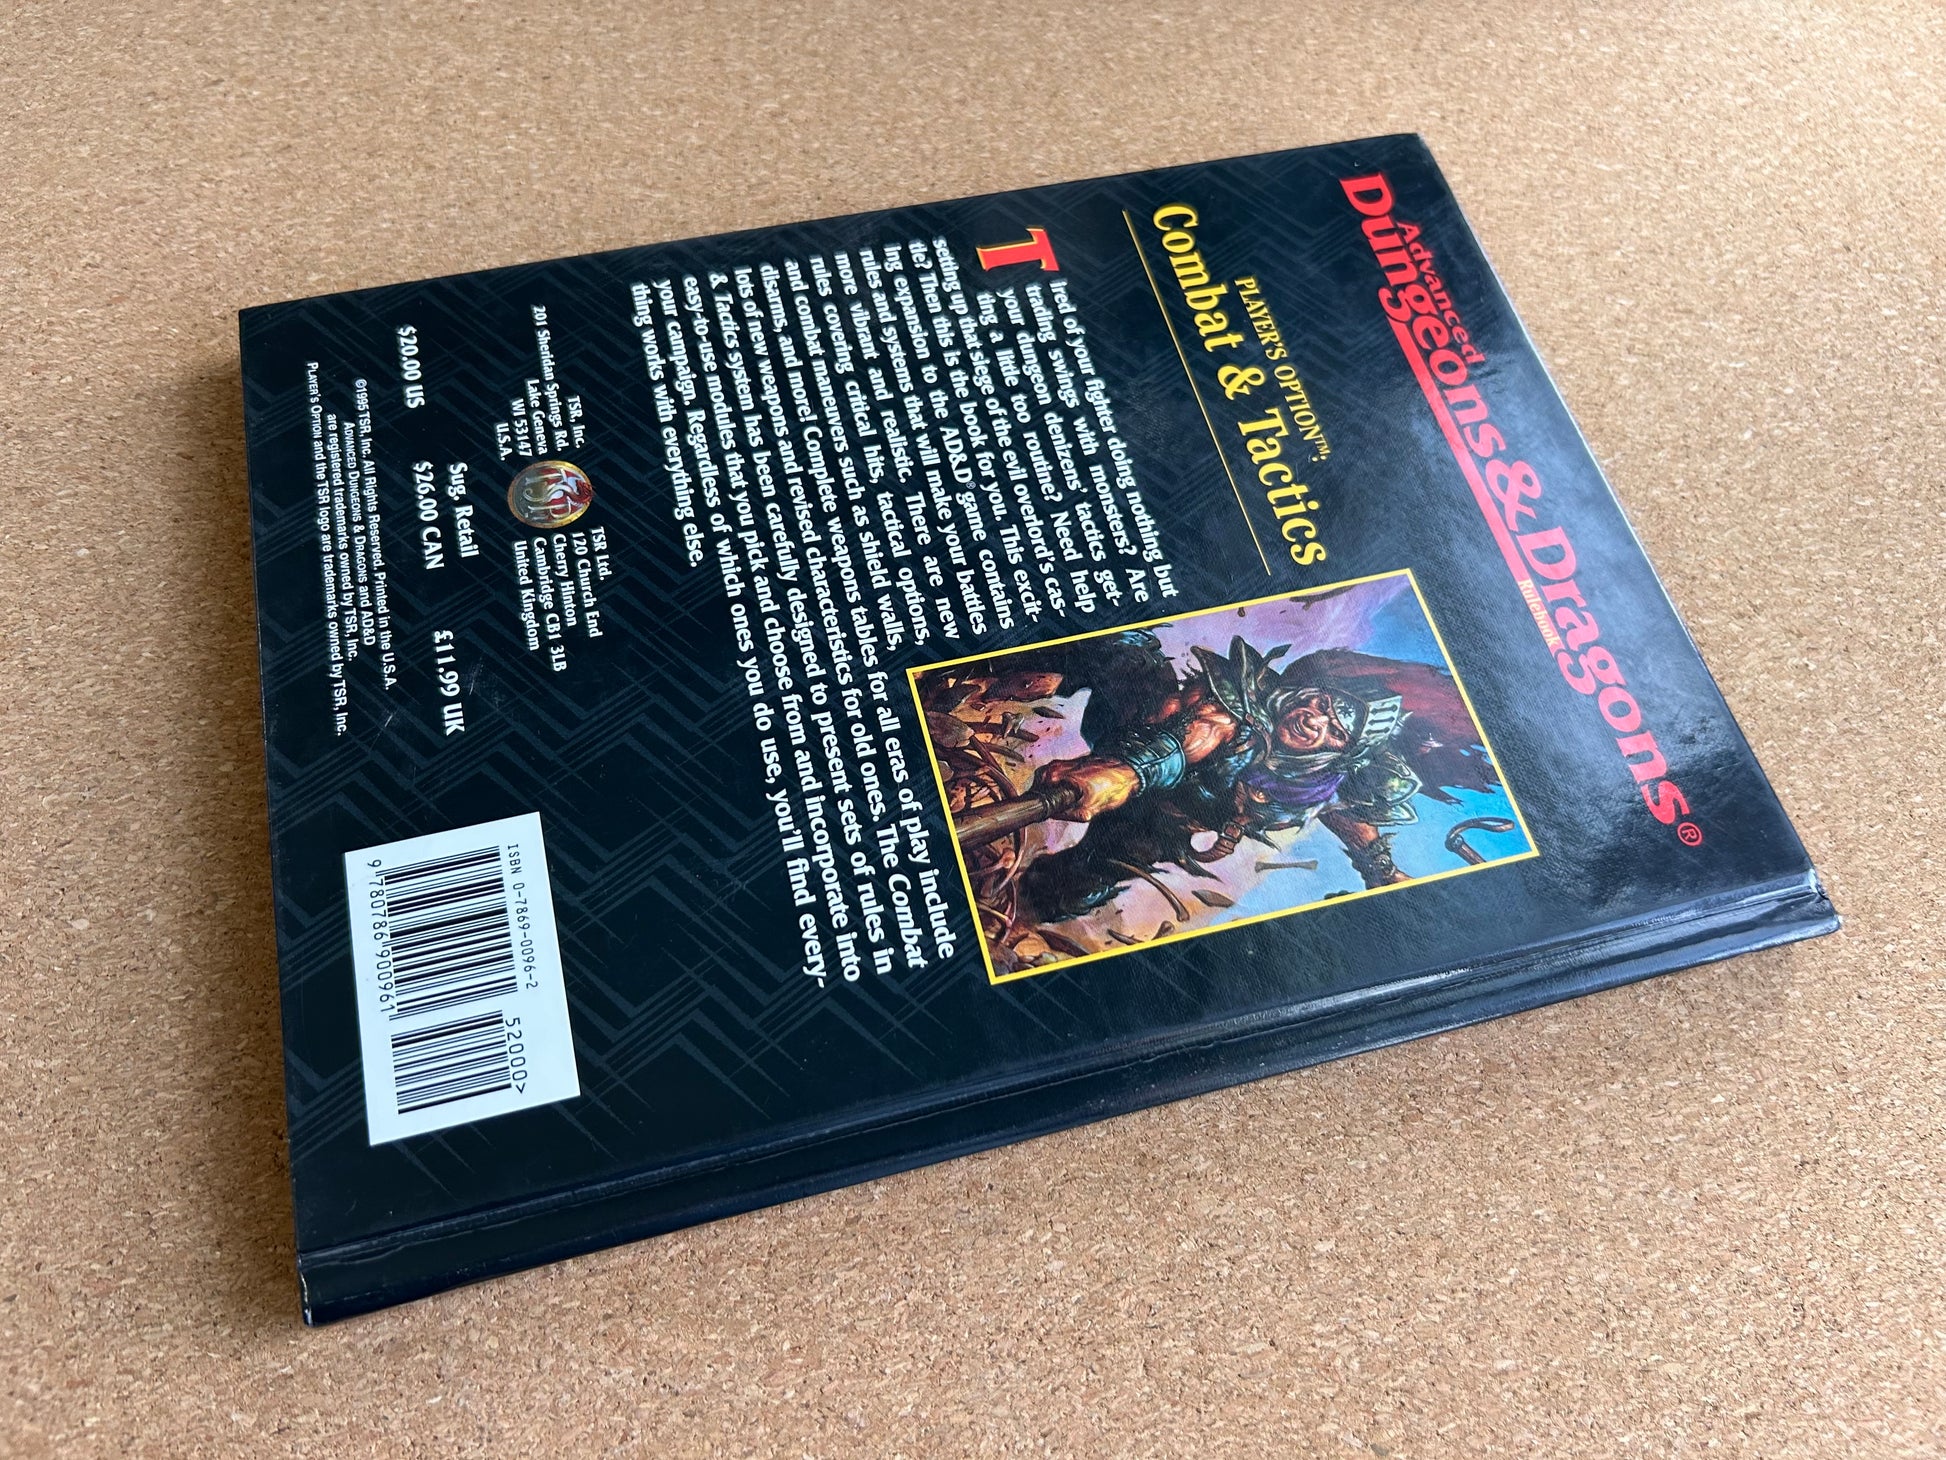 Advanced
Dungeons & Dragons®
Rulebook
PLAYER'S OPTION™:
Combat & Tactics
Tired of your fighter doing nothing but
trading swings with monsters? Are
your dungeon denizens' tactics get-
ting a little too routine? Need help
setting up that siege of the evil overlord's cas-
tle? Then this is the book for you. This excit-
ing expansion to the AD&D® game contains
rules and systems that will make your battles
more vibrant and realistic. There are new
rules covering critical hits, tactical options,
and combat maneuvers such as shield walls,
disarms, and more! Complete weapons tables for all eras of play include
lots of new weapons and revised characteristics for old ones. The Combat
& Tactics system has been carefully designed to present sets of rules in
easy-to-use modules that you pick and choose from and incorporate into
your campaign. Regardless of which ones you do use, you'll find every-
thing works with everything else.
TSR, Inc.
201 Sheridan Springs Rd.
Lake Geneva
WI 53147
U.S.A.
TSR
TSR Ltd.
120 Church End
Cherry Hinton
Cambridge CB1 3LB
United Kingdom
Sug. Retail
$20.00 US
$26.00 CAN
£11.99 UK
©1995 TSR, Inc. All Rights Reserved. Printed in the U.S.A.
ADVANCED DUNGEONS & DRAGONS and AD&D
are registered trademarks owned by TSR, Inc.
PLAYER'S OPTION and the TSR logo are trademarks owned by TSR, Inc.
ISBN 0-7869-0096-2
52000>
9 780786 900961